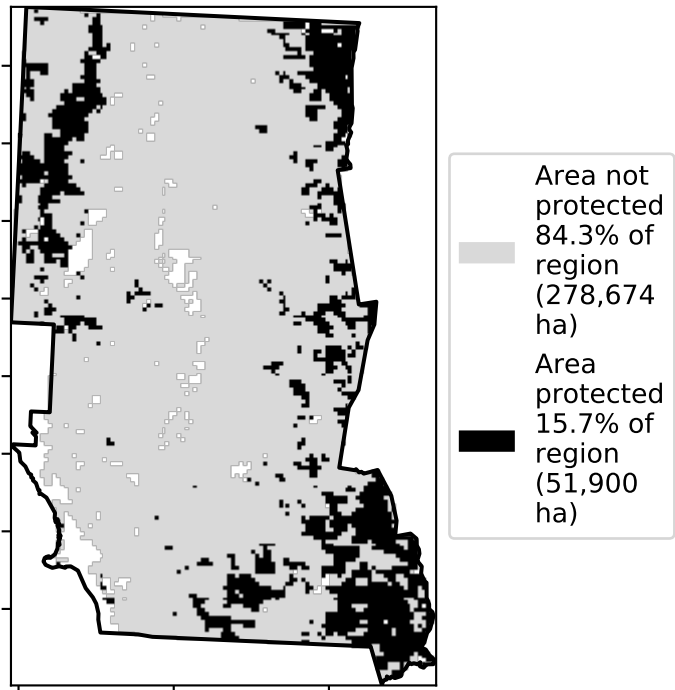 Area not
protected
84.3% of
region
(278,674
ha)
Area
protected
15.7% of
region
(51,900
ha)